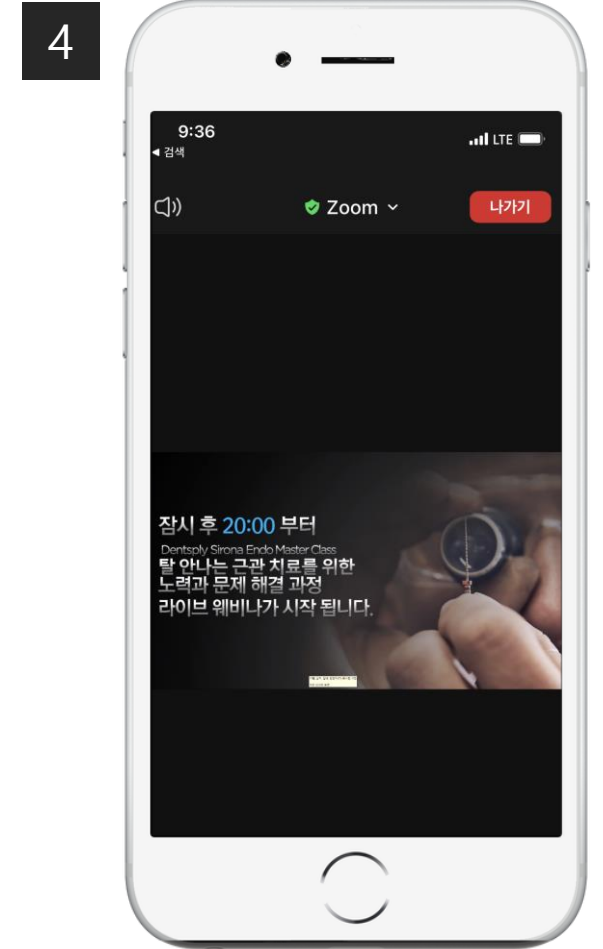 4
9:36
LTE
◀ 검색
Zoom
나가기
잠시 후 20:00 부터
Dentsply Sirona Endo Master Class
탈 안나는 근관 치료를 위한
노력과 문제 해결 과정
라이브 웨비나가 시작 됩니다.